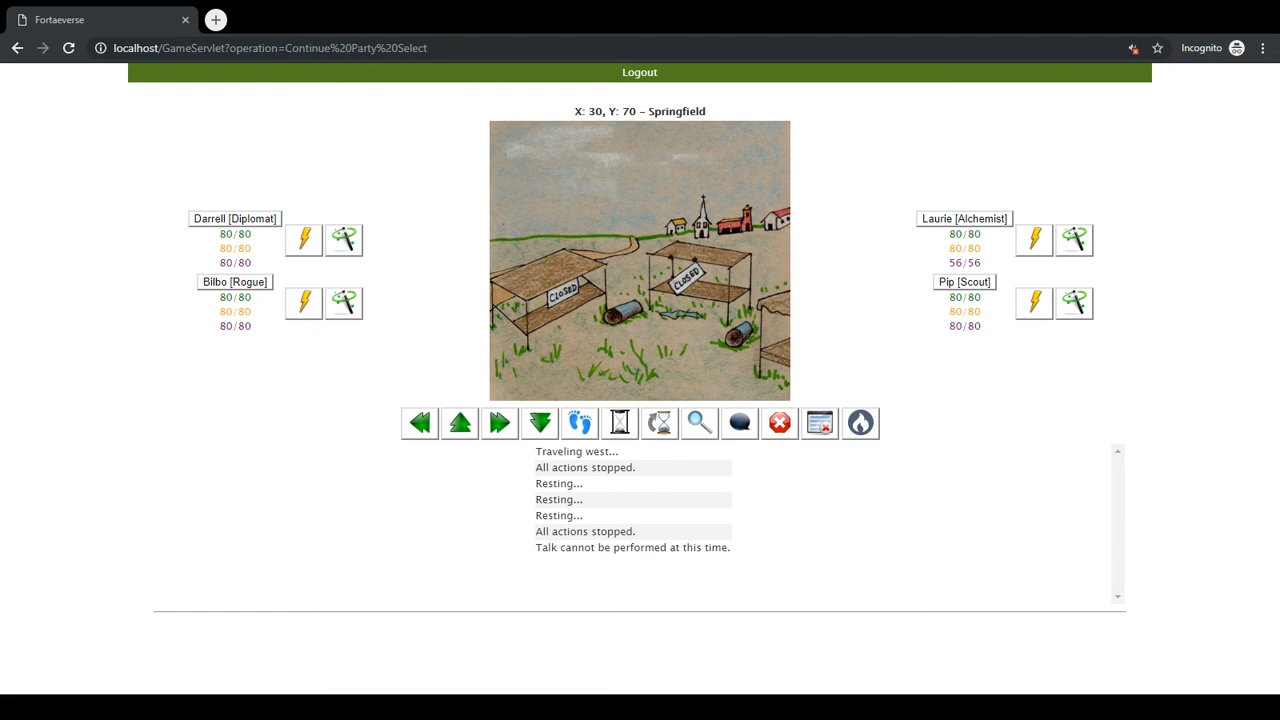 Fortaeverse
localhost/GameServlet?operation=Continue%20Party%20Select
Incognito
Logout
X: 30, Y: 70 – Springfield
Darrell [Diplomat]
80/80
80/80
80/80
Bilbo [Rogue]
80/80
80/80
80/80
CLOSED
CLOSED
Laurie [Alchemist]
80/80
80/80
56/56
Pip [Scout]
80/80
80/80
80/80
Traveling west...
All actions stopped.
Resting...
Resting...
Resting...
All actions stopped.
Talk cannot be performed at this time.